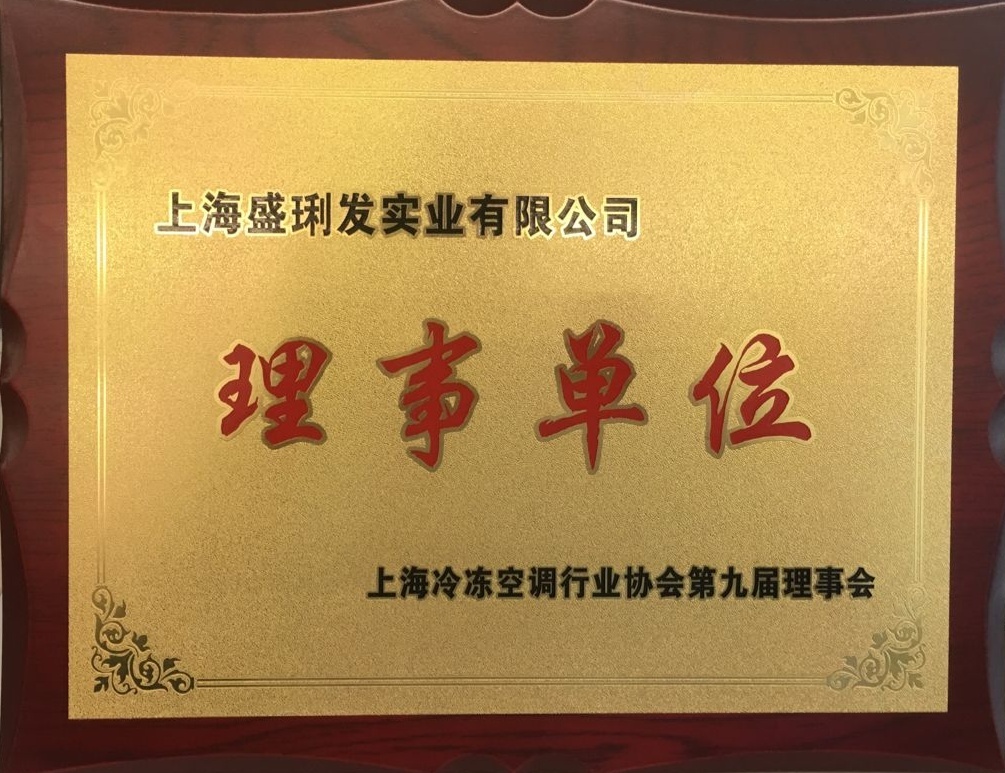 上海盛琍发实业有限公司
理事单位
上海冷冻空调行业协会第九届理事会